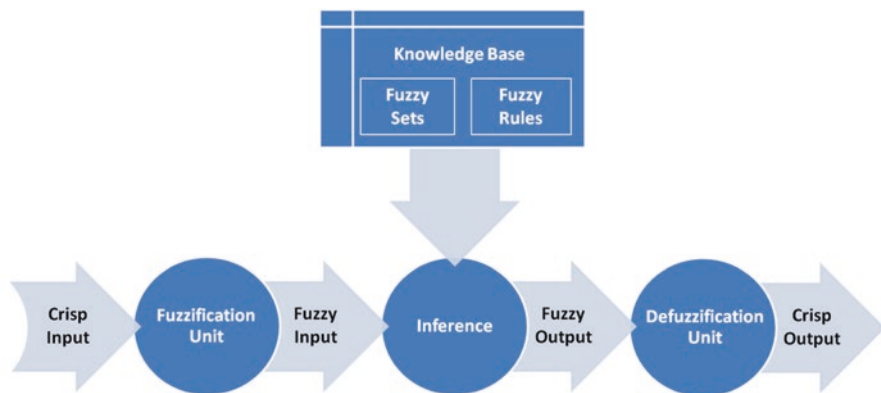 Knowledge Base
Fuzzy
Sets
Fuzzy
Rules
Crisp
Input
Fuzzification
Unit
Fuzzy
Input
Inference
Fuzzy
Output
Defuzzification
Unit
Crisp
Output